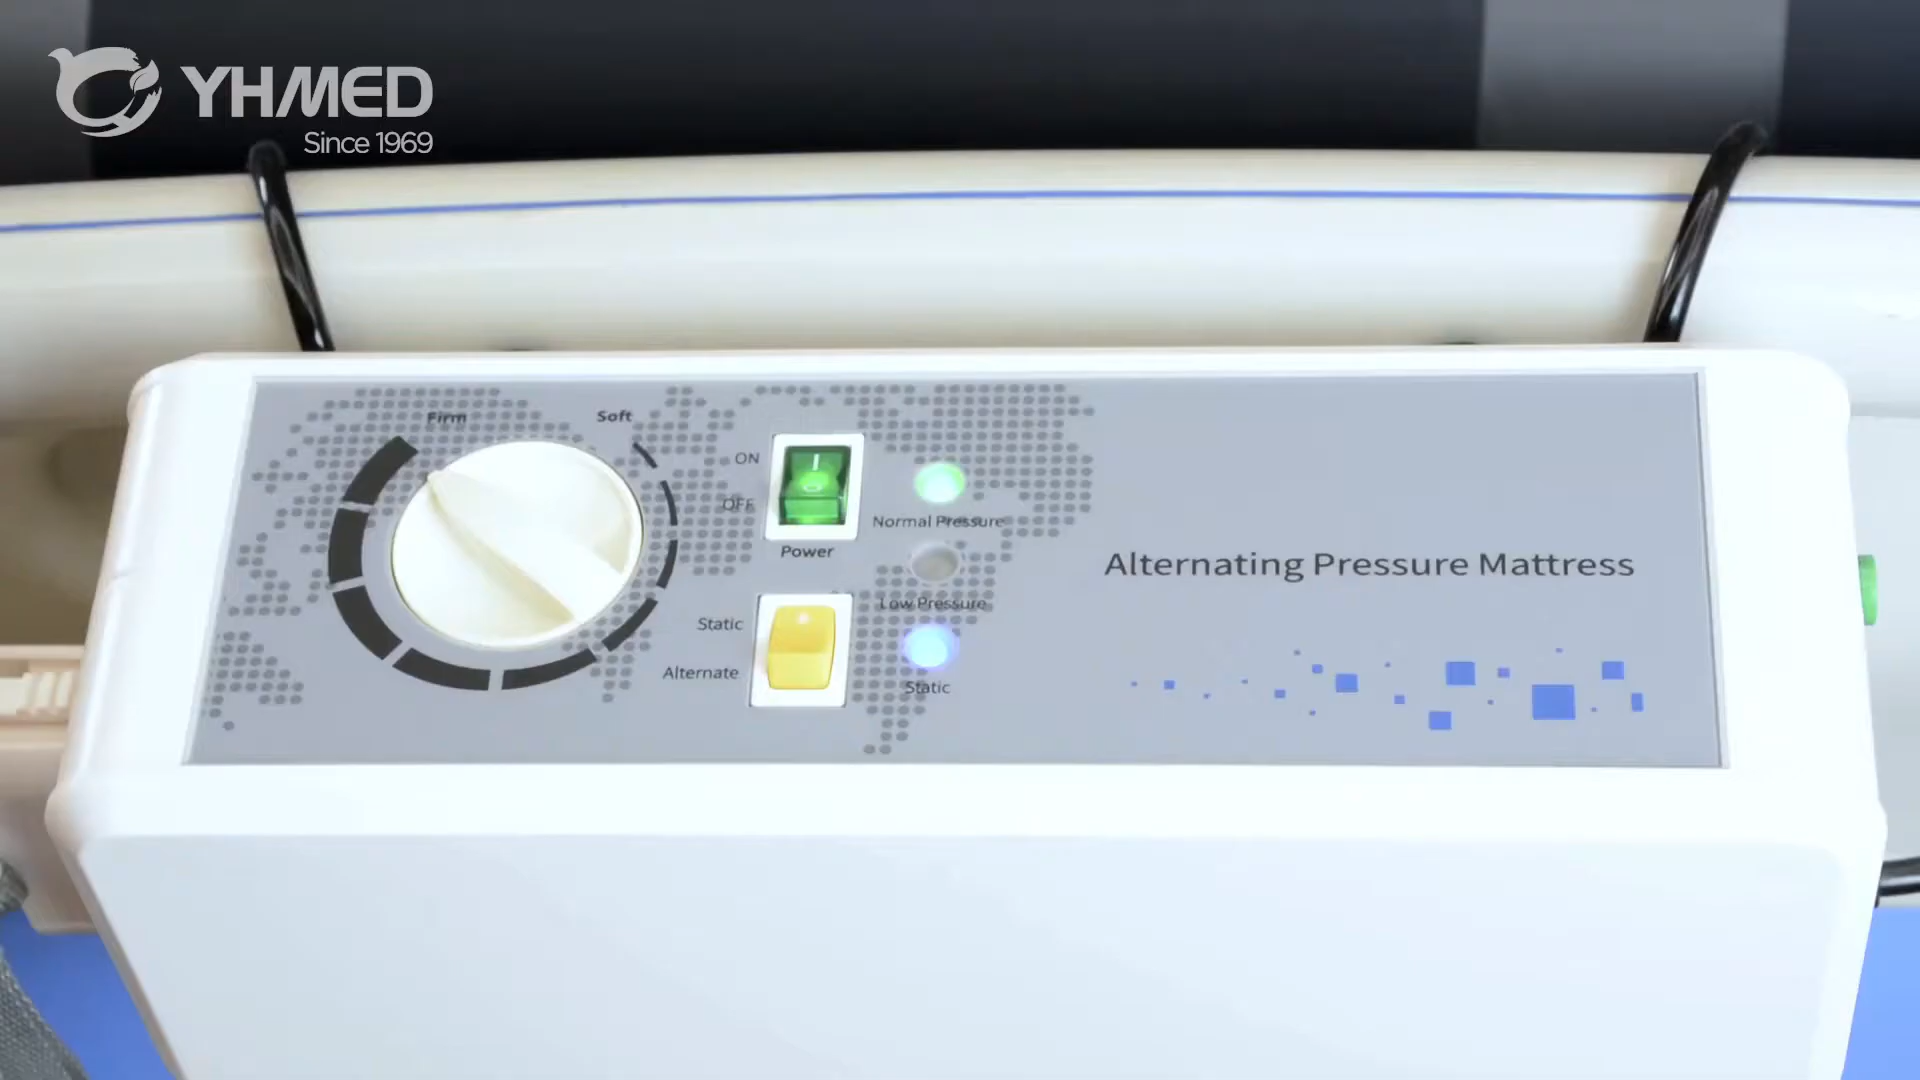 YHMED
Since 1969
Firm
Soft
ON
OFF
Power
Normal Pressure
Low Pressure
Static
Alternate
Static
Alternating Pressure Mattress